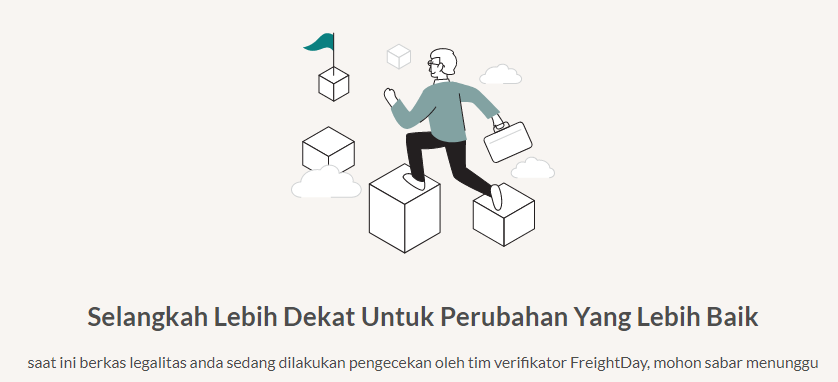 Selangkah Lebih Dekat Untuk Perubahan Yang Lebih Baik
saat ini berkas legalitas anda sedang dilakukan pengecekan oleh tim verifikator FreightDay, mohon sabar menunggu